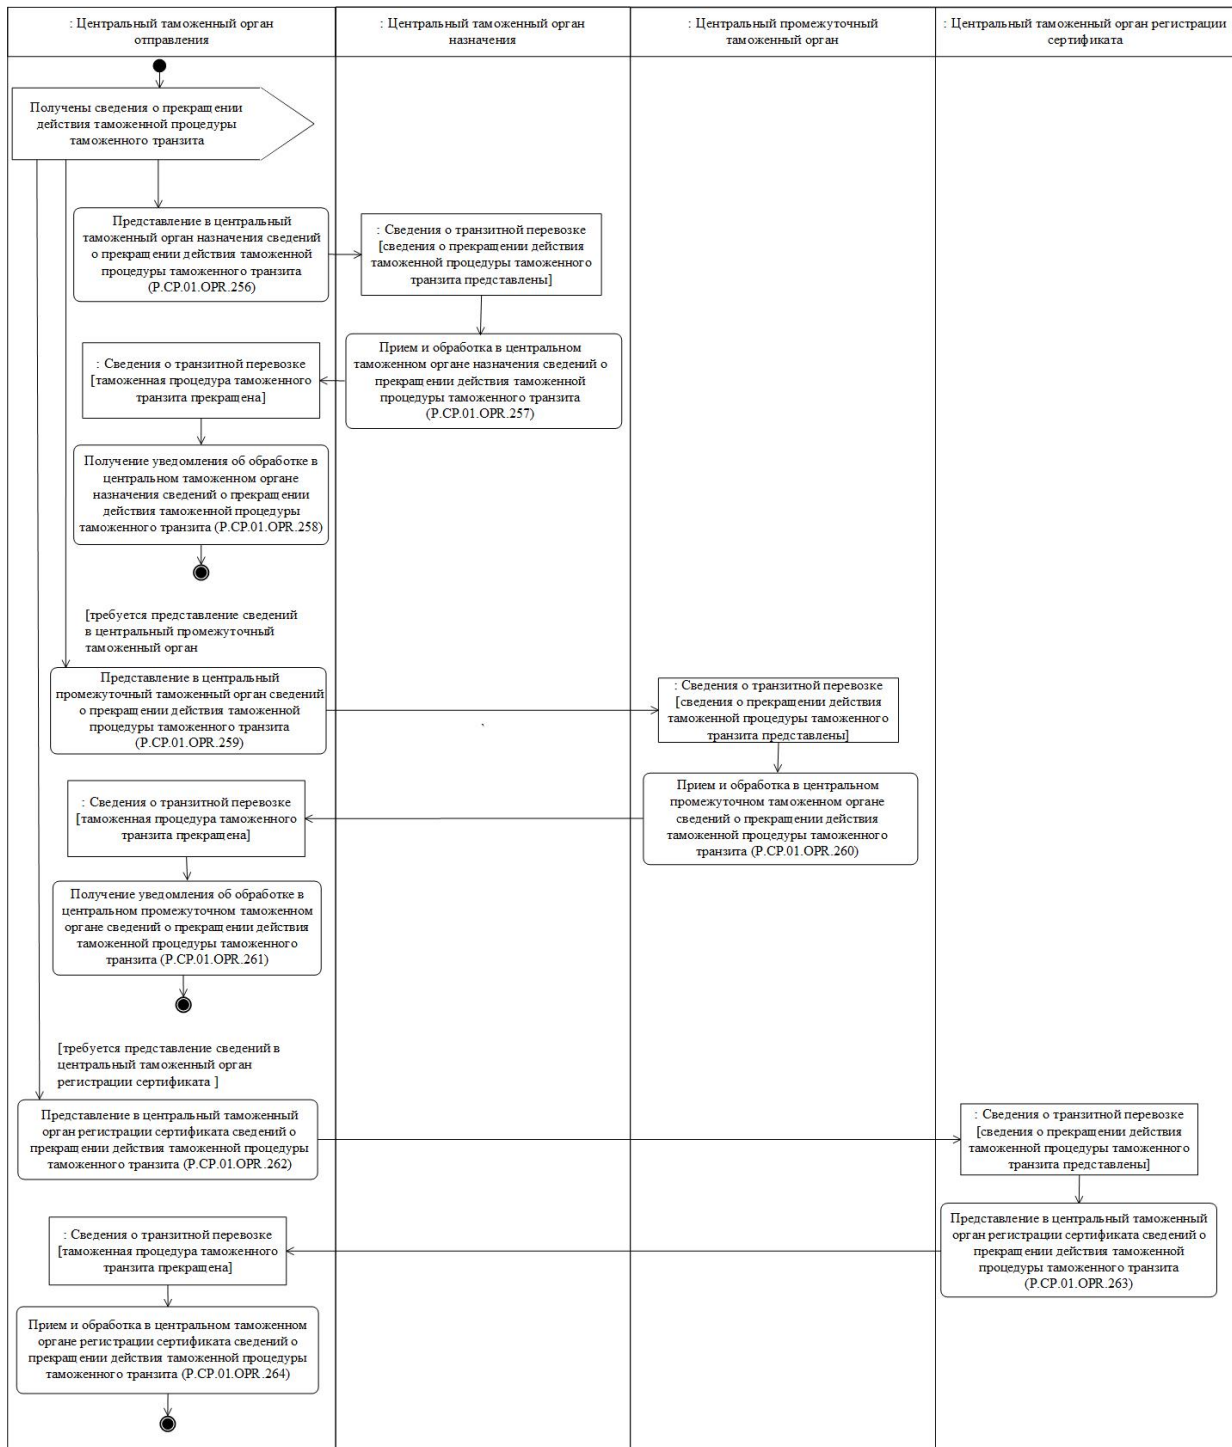 : Центральный таможенный орган
отправления
: Центральный таможенный орган
назначения
: Центральный промежуточный
таможенный орган
: Центральный таможенный орган регистрации
сертификата
Получены сведения о прекращении
действия таможенной процедуры
таможенного транзита
Представление в центральный
таможенный орган назначения сведений
о прекращении действия таможенной
процедуры таможенного транзита
(P.CP.01.OPR.256)
: Сведения о транзитной перевозке
[сведения о прекращении действия
таможенной процедуры таможенного
транзита представлены]
Прием и обработка в центральном
таможенном органе назначения сведений о
прекращении действия таможенной
процедуры таможенного транзита
(P.CP.01.OPR.257)
: Сведения о транзитной перевозке
[таможенная процедура таможенного
транзита прекращена]
Получение уведомления об обработке в
центральном таможенном органе
назначения сведений о прекращении
действия таможенной процедуры
таможенного транзита (P.CP.01.OPR.258)
[требуется представление сведений
в центральный промежуточный
таможенный орган
Представление в центральный
промежуточный таможенный орган сведений
о прекращении действия таможенной
процедуры таможенного транзита
(P.CP.01.OPR.259)
: Сведения о транзитной перевозке
[сведения о прекращении действия
таможенной процедуры таможенного
транзита представлены]
Прием и обработка в центральном
промежуточном таможенном органе
сведений о прекращении действия
таможенной процедуры таможенного
транзита (P.CP.01.OPR.260)
: Сведения о транзитной перевозке
[таможенная процедура таможенного
транзита прекращена]
Получение уведомления об обработке в
центральном промежуточном таможенном
органе сведений о прекращении действия
таможенной процедуры таможенного
транзита (P.CP.01.OPR.261)
[требуется представление сведений в
центральный таможенный орган
регистрации сертификата ]
Представление в центральный таможенный
орган регистрации сертификата сведений о
прекращении действия таможенной процедуры
таможенного транзита (P.CP.01.OPR.262)
: Сведения о транзитной перевозке
[сведения о прекращении действия
таможенной процедуры таможенного
транзита представлены]
Представление в центральный таможенный
орган регистрации сертификата сведений о
прекращении действия таможенной
процедуры таможенного транзита
(P.CP.01.OPR.263)
: Сведения о транзитной перевозке
[таможенная процедура таможенного
транзита прекращена]
Прием и обработка в центральном таможенном
органе регистрации сертификата сведений о
прекращении действия таможенной процедуры
таможенного транзита (P.CP.01.OPR.264)